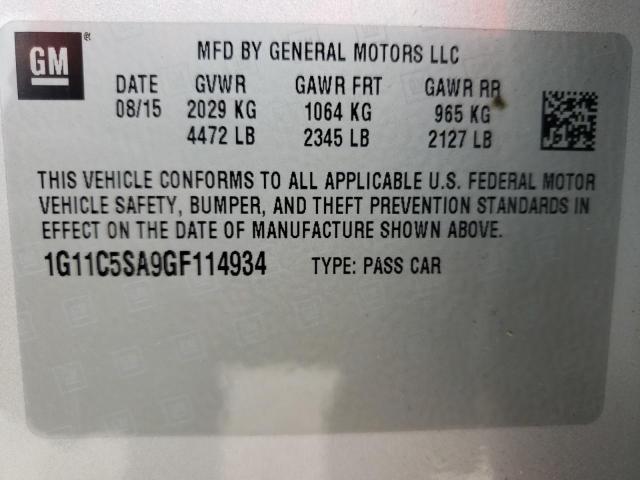 GM ® MFD BY GENERAL MOTORS LLC
DATE GVWR GAWR FRT GAWR RR
08/15 2029 KG 1064 KG 965 KG
4472 LB 2345 LB 2127 LB
THIS VEHICLE CONFORMS TO ALL APPLICABLE U.S. FEDERAL MOTOR
VEHICLE SAFETY, BUMPER, AND THEFT PREVENTION STANDARDS IN
EFFECT ON THE DATE OF MANUFACTURE SHOWN ABOVE.
1G11C5SA9GF114934 TYPE: PASS CAR